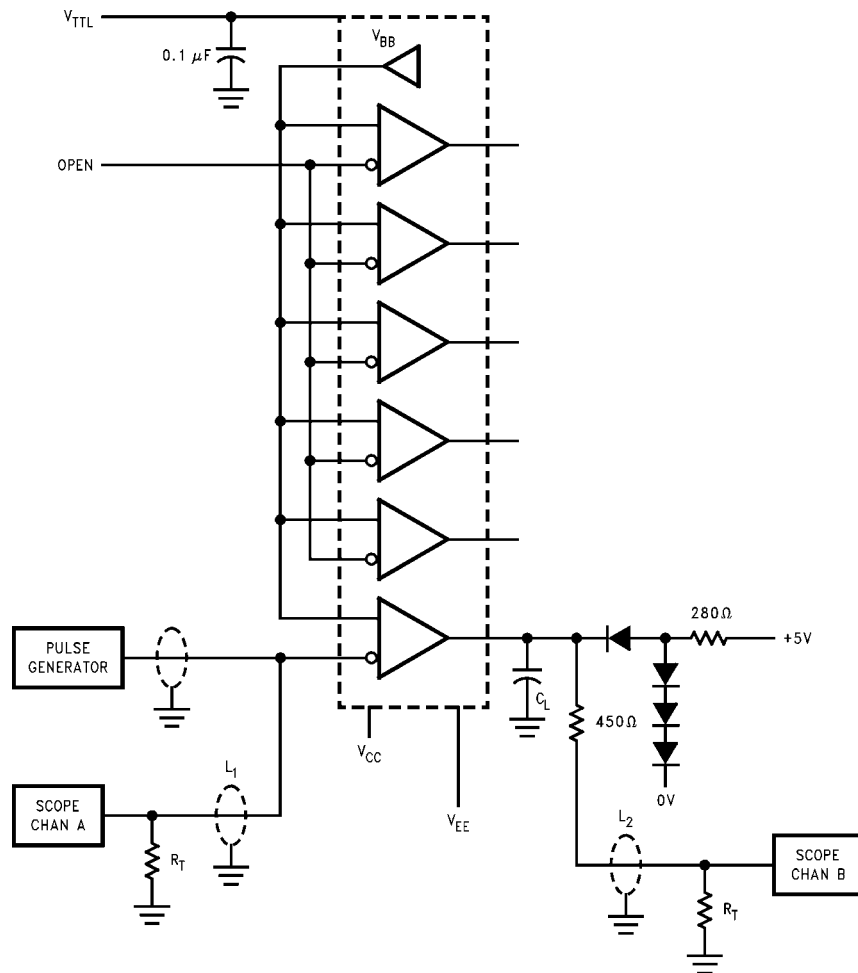 V_TTL
0.1 µF
V_BB
OPEN
280Ω
+5V
PULSE
GENERATOR
C_L
450Ω
V_CC
0V
L_1
SCOPE
CHAN A
R_T
V_EE
L_2
SCOPE
CHAN B
R_T